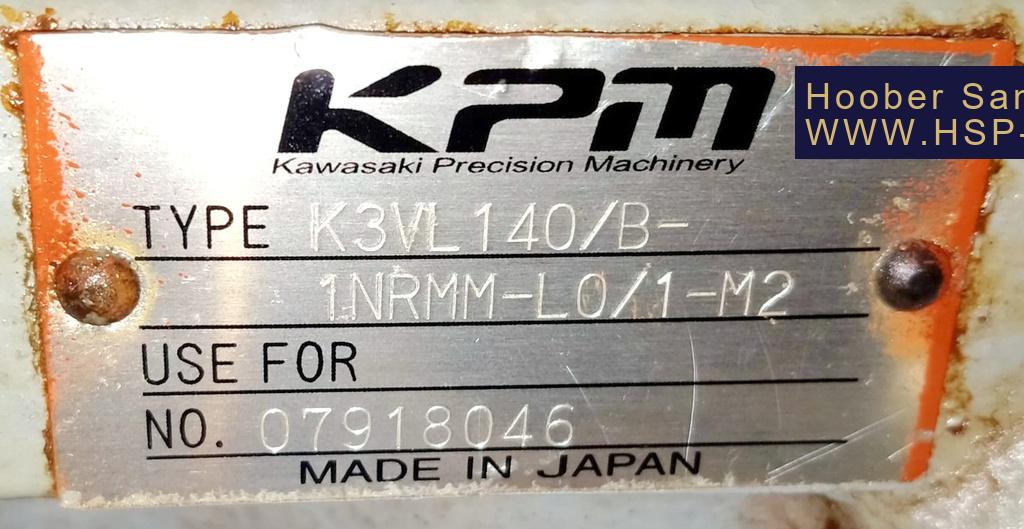 KPM
Kawasaki Precision Machinery
Hoober San
WWW.HSP-
TYPE K3VL140/B-
1NRMM-L0/1-M2
USE FOR
NO. 07918046
MADE IN JAPAN